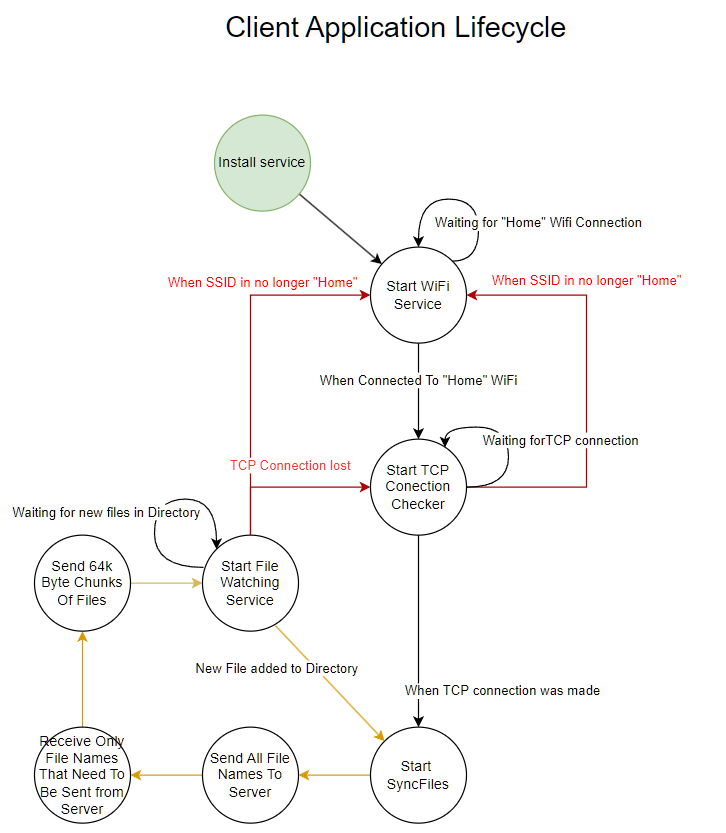 Client Application Lifecycle
Install service
Waiting for "Home" Wifi Connection
When SSID in no longer "Home"
When SSID in no longer "Home"
Start WiFi
Service
When Connected To "Home" WiFi
Waiting forTCP connection
TCP Connection lost
Start TCP
Conection
Checker
Waiting for new files in Directory
Send 64k
Byte Chunks
Of Files
Start File
Watching
Service
New File added to Directory
When TCP connection was made
Receive Only
File Names
That Need To
Be Sent from
Server
Send All File
Names To
Server
Start
SyncFiles